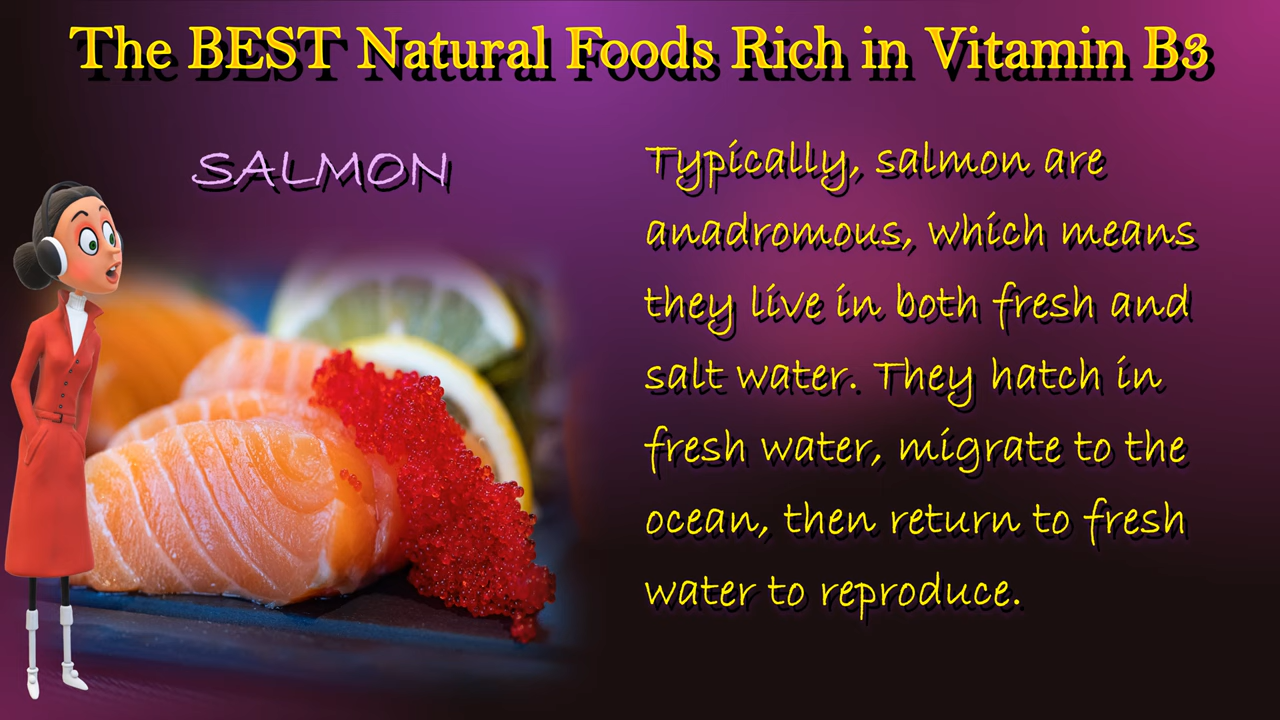 The BEST Natural Foods Rich in Vitamin B3
SALMON
Typically, salmon are
anadromous, which means
they live in both fresh and
salt water. They hatch in
fresh water, migrate to the
ocean, then return to fresh
water to reproduce.